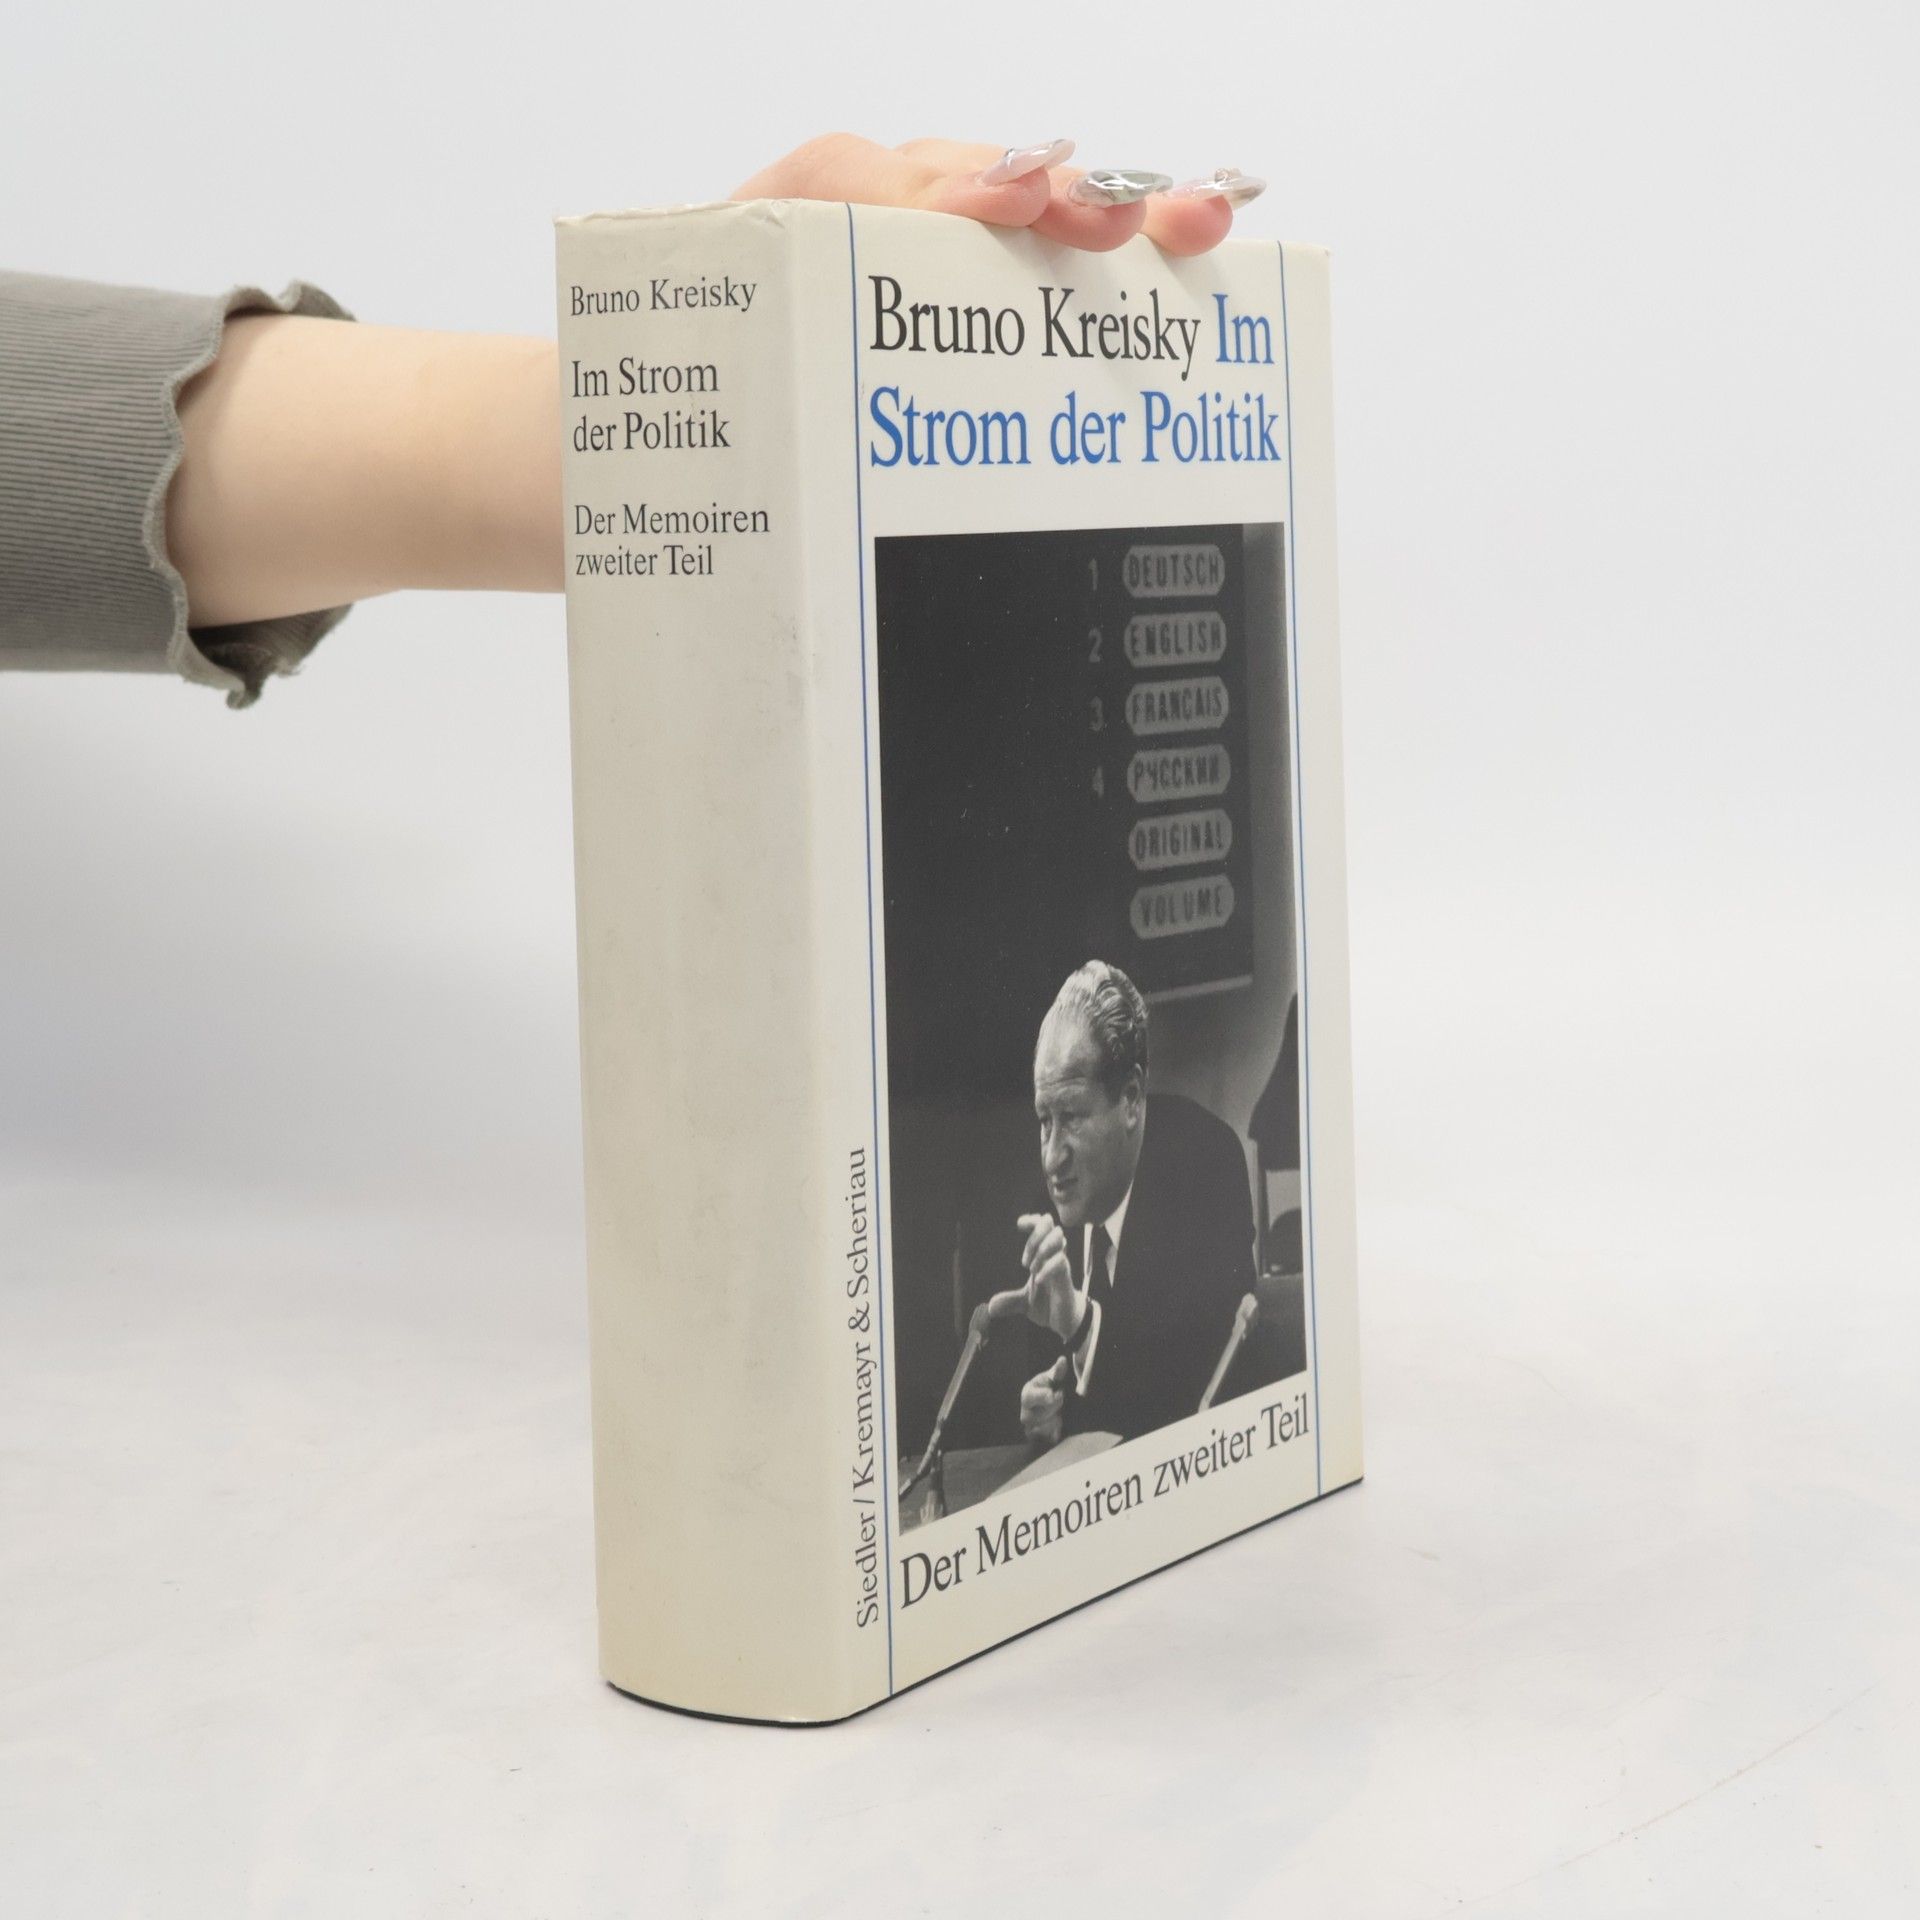 Bruno Kreisky
Im Strom
der Politik
Der Memoiren
zweiter Teil
Siedler / Kremayr & Scheriau
Bruno Kreisky Im
Strom der Politik
1 DEUTSCH
2 ENGLISH
3 FRANÇAIS
4 РУССКИЙ
ORIGINAL
VOLUME
Der Memoiren zweiter Teil